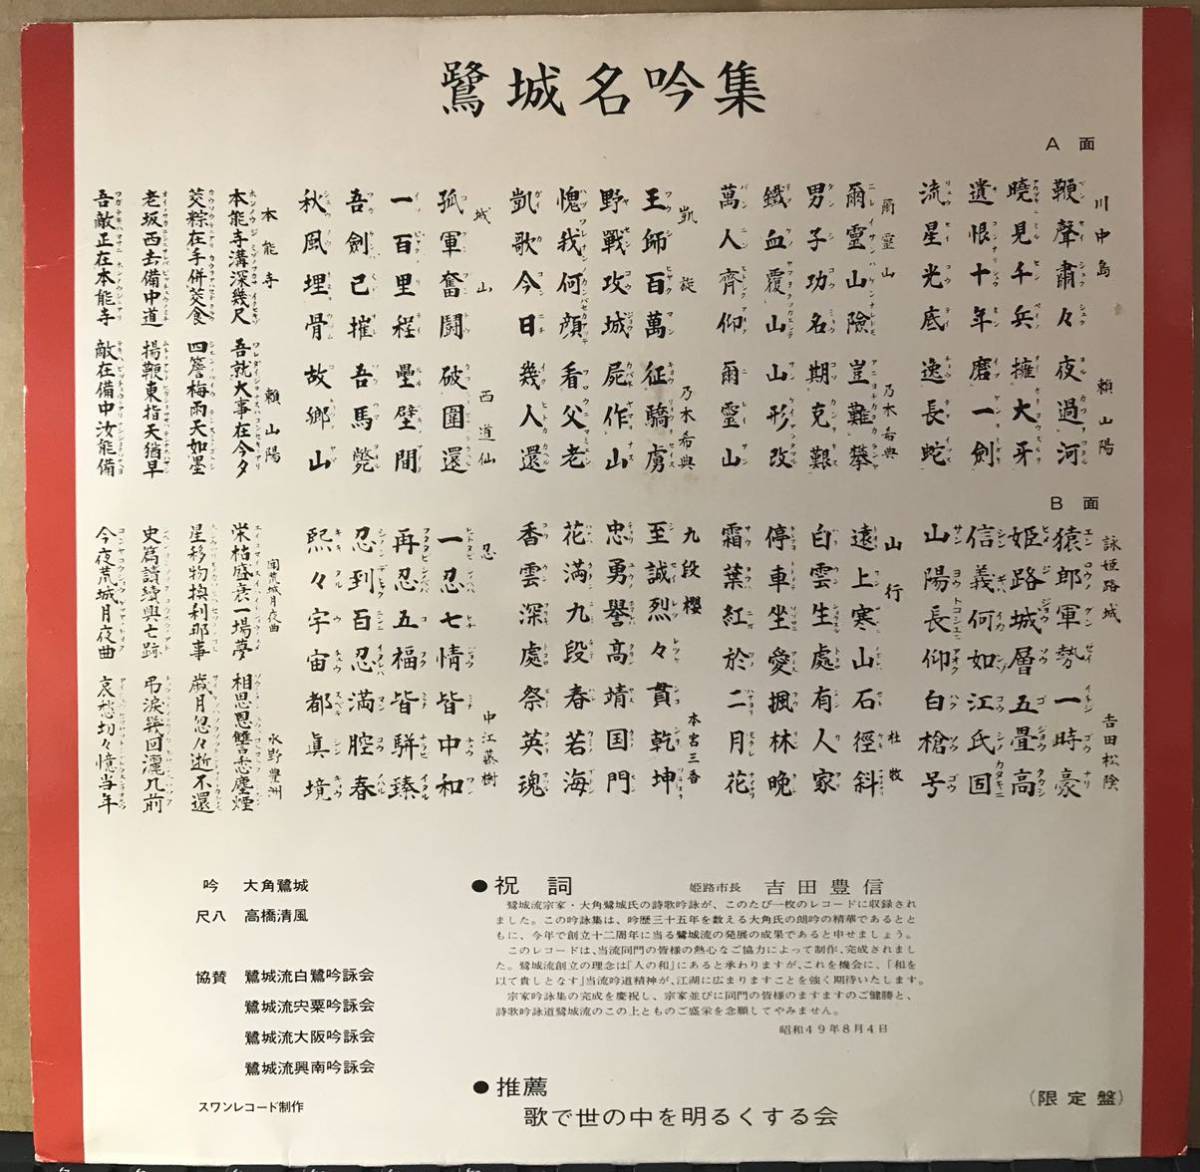 鷺城名吟集
A面
川中島 頼山陽
鞭聲肅々夜過河
曉見千兵擁大牙
遺恨十年磨一劍
流星光底逸長蛇
爾霊山 乃木希典
爾靈山險豈難攀
男子功名期克艱
鐵血覆山山形改
萬人齊仰爾靈山
凱旋 乃木希典
王師百萬征驕虜
野戰攻城屍作山
愧我何顔看父老
凱歌今日幾人還
城山 西道仙
孤軍奮闘破圍還
一百里程壘壁間
吾劍已摧吾馬斃
秋風埋骨故郷山
本能寺 頼山陽
本能寺溝深幾尺 吾就大事在今夕
茭粽在手併茭食 四簷梅雨天如墨
老坂西去備中道 揚鞭東指天猶早
吾敵正在本能寺 敵在備中汝能備
B面
詠姫路城 吉田松陰
猿郎軍勢一時豪
姫路城層五畳高
信義何如江氏固
山陽長仰白槍号
山行 杜牧
遠上寒山石徑斜
白雲生處有人家
停車坐愛楓林晩
霜葉紅於二月花
九段櫻 本宮三香
至誠烈々貫乾坤
忠勇譽高靖国門
花満九段春若海
香雲深處祭英魂
忍 中江藤樹
一忍七情皆中和
再忍五福皆駢臻
忍到百忍満腔春
熙々宇宙都眞境
聞荒城月夜曲 水野豊洲
栄枯盛衰一場夢 相思恩讐悉塵煙
星移物換刹那事 歳月忽々逝不還
史篇讀續興亡跡 弔涙幾回灑几前
今夜荒城月夜曲 哀愁切々憶当年
吟 大角鷺城
尺八 高橋清風
協賛 鷺城流白鷺吟詠会
鷺城流宍粟吟詠会
鷺城流大阪吟詠会
鷺城流興南吟詠会
スワンレコード制作
●祝詞 姫路市長 吉田豊信
鷺城流宗家・大角鷺城氏の詩歌吟詠が、このたび一枚のレコードに収録され
ました。この吟詠集は、吟歴三十五年を数える大角氏の朗吟の精華であるとと
もに、今年で創立十二周年に当る鷺城流の発展の成果であると申せましょう。
このレコードは、当流同門の皆様の熱心なご協力によって制作、完成されまし
た。鷺城流創立の理念は「人の和」にあると承わりますが、これを機会に、「和を
以て貴しとなす」当流吟道精神が、江湖に広まりますことを強く期待いたします。
宗家吟詠集の完成を慶祝し、宗家並びに同門の皆様のますますのご健勝と、
詩歌吟詠道鷺城流のこの上とものご盛栄を念願してやみません。
昭和49年8月4日
●推薦
歌で世の中を明るくする会
(限定盤)